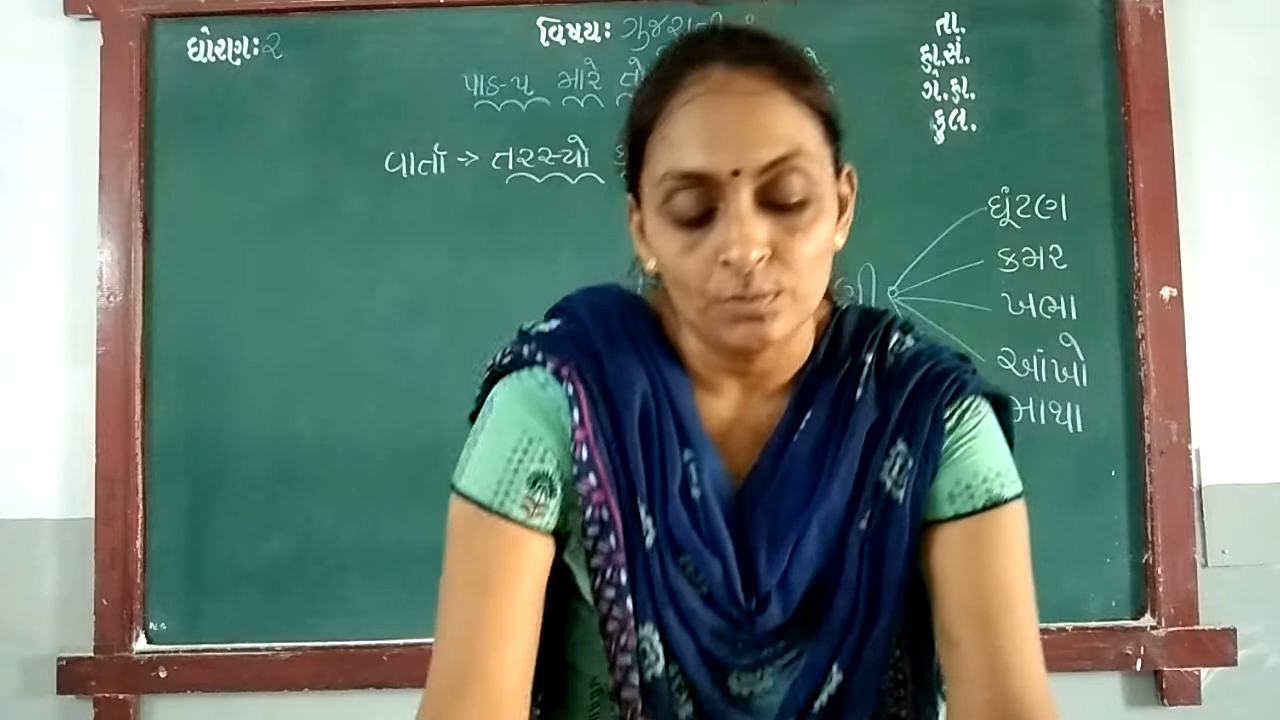 ધોરણઃ ૨
વિષયઃ ગુજરાતી
તા.
હા.સં.
ગે.હા.
કુલ.
પાઠ-૫ મારે તો
વાર્તા → તરસ્યો
ઘૂંટણ
કમર
ખભા
આંખો
માથા